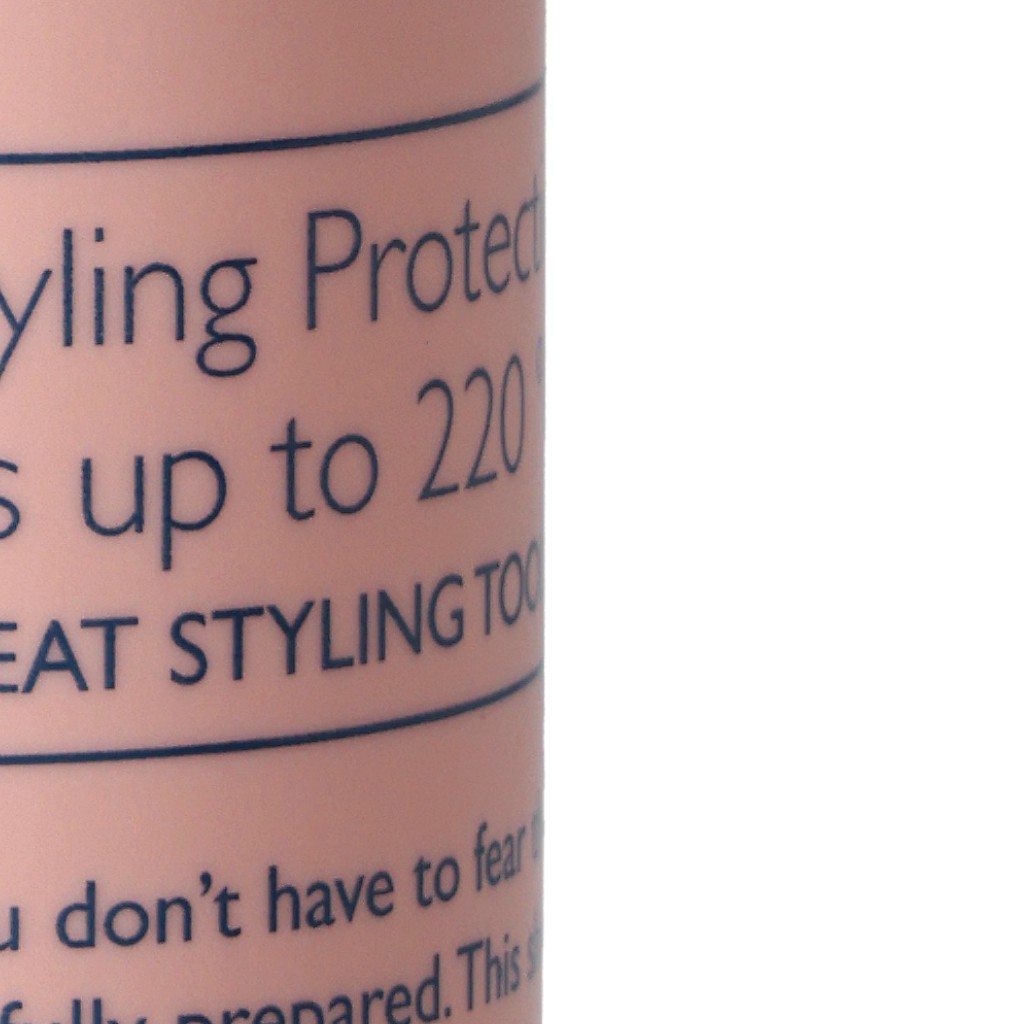 yling Protect
s up to 220 °
EAT STYLING TOO
u don't have to fear
fully prepared. This